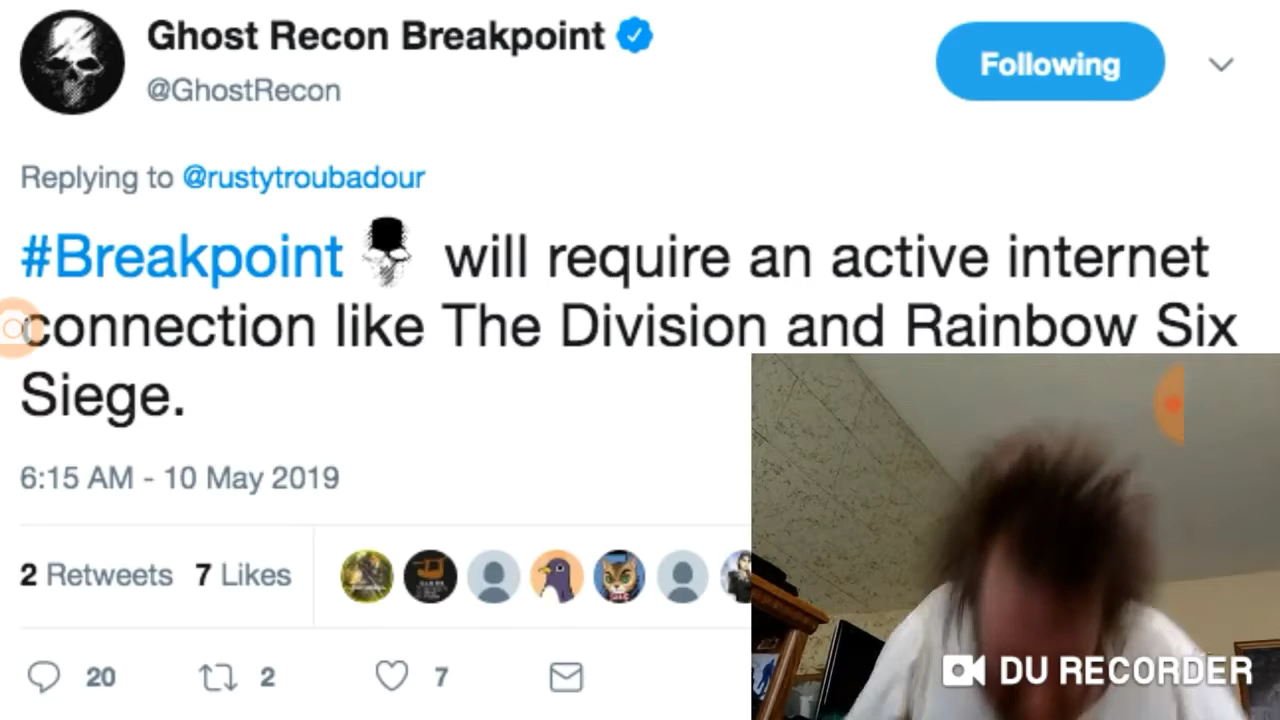 Ghost Recon Breakpoint
@GhostRecon
Following
Replying to @rustytroubadour
#Breakpoint will require an active internet
connection like The Division and Rainbow Six
Siege.
6:15 AM - 10 May 2019
2 Retweets 7 Likes
20 2 7
DU RECORDER